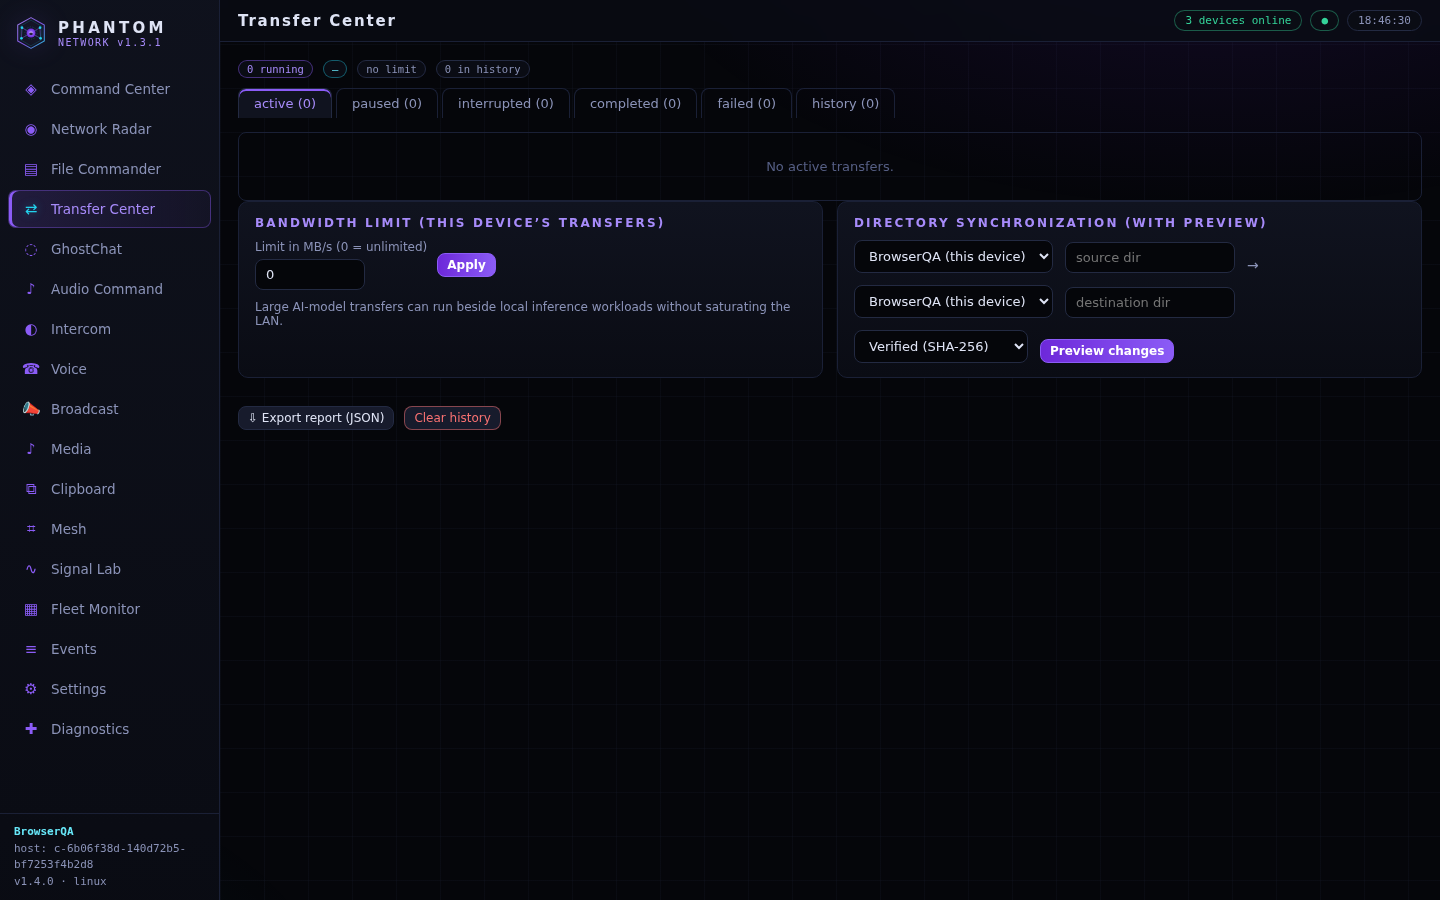 PHANTOM
NETWORK v1.3.1
Command Center
Network Radar
File Commander
Transfer Center
GhostChat
Audio Command
Intercom
Voice
Broadcast
Media
Clipboard
Mesh
Signal Lab
Fleet Monitor
Events
Settings
Diagnostics
BrowserQA
host: c-6b06f38d-140d72b5-
bf7253f4b2d8
v1.4.0 · linux
Transfer Center
3 devices online
●
18:46:30
0 running
—
no limit
0 in history
active (0)
paused (0)
interrupted (0)
completed (0)
failed (0)
history (0)
No active transfers.
BANDWIDTH LIMIT (THIS DEVICE’S TRANSFERS)
Limit in MB/s (0 = unlimited)
0
Apply
Large AI-model transfers can run beside local inference workloads without saturating the
LAN.
DIRECTORY SYNCHRONIZATION (WITH PREVIEW)
BrowserQA (this device)
source dir
→
BrowserQA (this device)
destination dir
Verified (SHA-256)
Preview changes
⇩ Export report (JSON)
Clear history